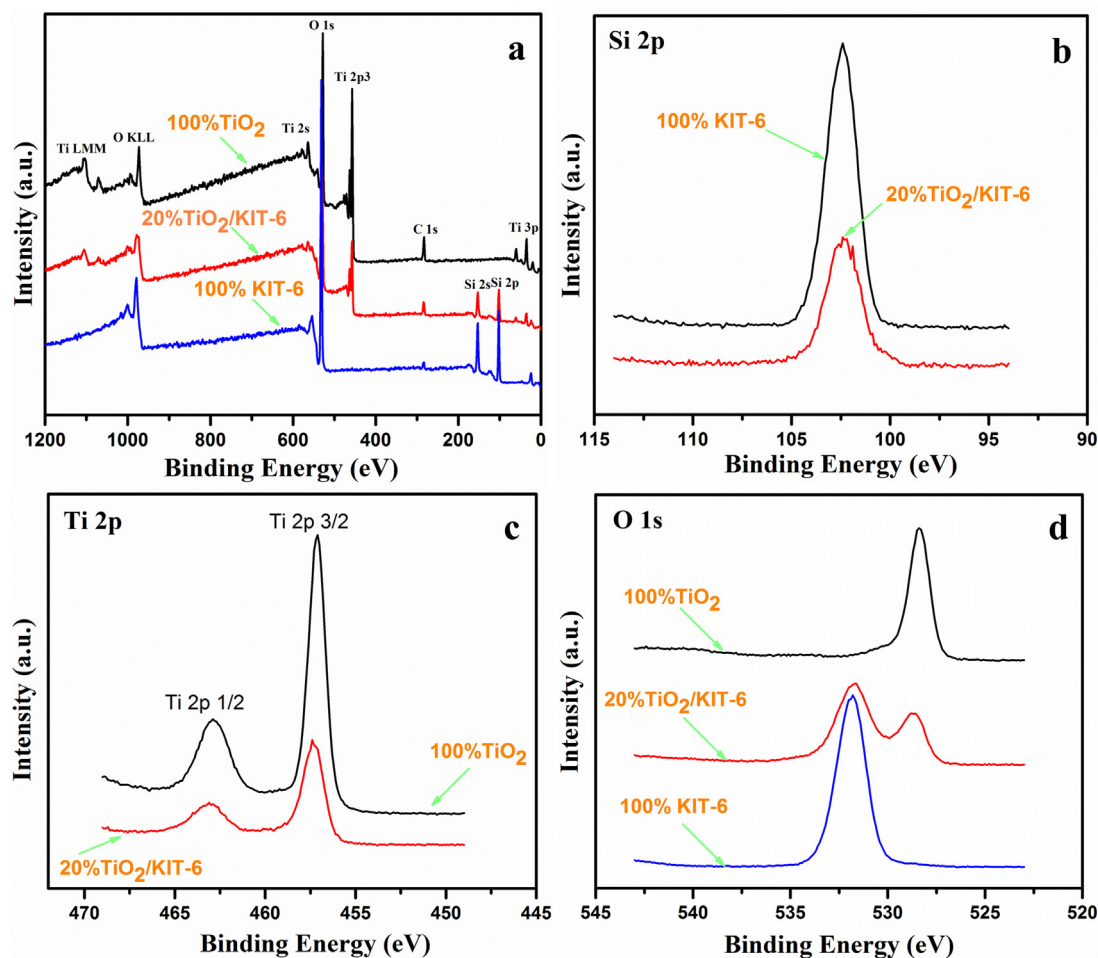 a
O 1s
Ti 2p3
100%TiO2
Ti 2s
O KLL
Ti LMM
20%TiO2/KIT-6
C 1s
Ti 3p
100% KIT-6
Si 2s
Si 2p
Intensity (a.u.)
1200 1000 800 600 400 200 0
Binding Energy (eV)
Si 2p
b
100% KIT-6
20%TiO2/KIT-6
Intensity (a.u.)
115 110 105 100 95 90
Binding Energy (eV)
Ti 2p
c
Ti 2p 3/2
Ti 2p 1/2
100%TiO2
20%TiO2/KIT-6
Intensity (a.u.)
470 465 460 455 450 445
Binding Energy (eV)
O 1s
d
100%TiO2
20%TiO2/KIT-6
100% KIT-6
Intensity (a.u.)
545 540 535 530 525 520
Binding Energy (eV)